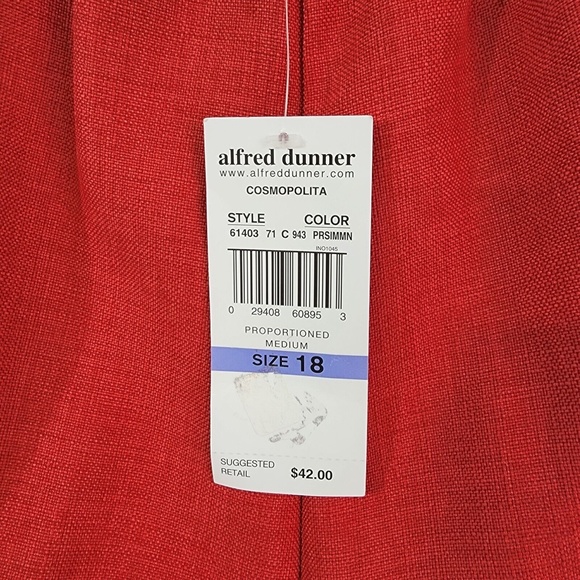 alfred dunner
www.alfreddunner.com
COSMOPOLITA
STYLE COLOR
61403 71 C 943 PRSIMMN
INO1045
0 29408 60895 3
PROPORTIONED
MEDIUM
SIZE 18
SUGGESTED
RETAIL $42.00